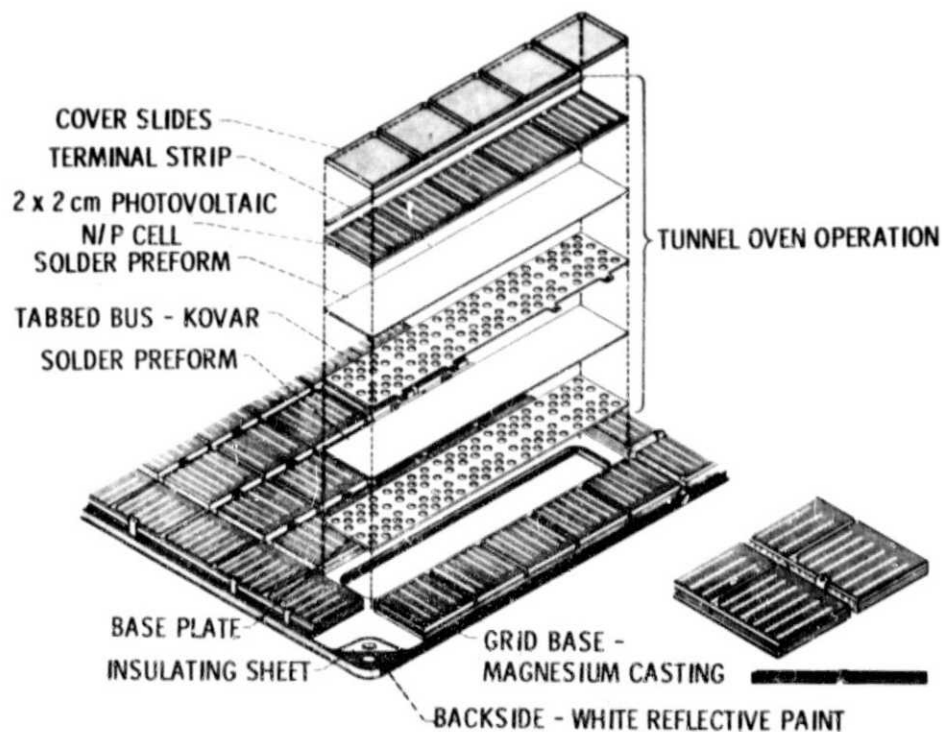 COVER SLIDES
TERMINAL STRIP
2 x 2 cm PHOTOVOLTAIC
N/P CELL
SOLDER PREFORM
TABBED BUS - KOVAR
SOLDER PREFORM
TUNNEL OVEN OPERATION
BASE PLATE
INSULATING SHEET
GRID BASE -
MAGNESIUM CASTING
BACKSIDE - WHITE REFLECTIVE PAINT